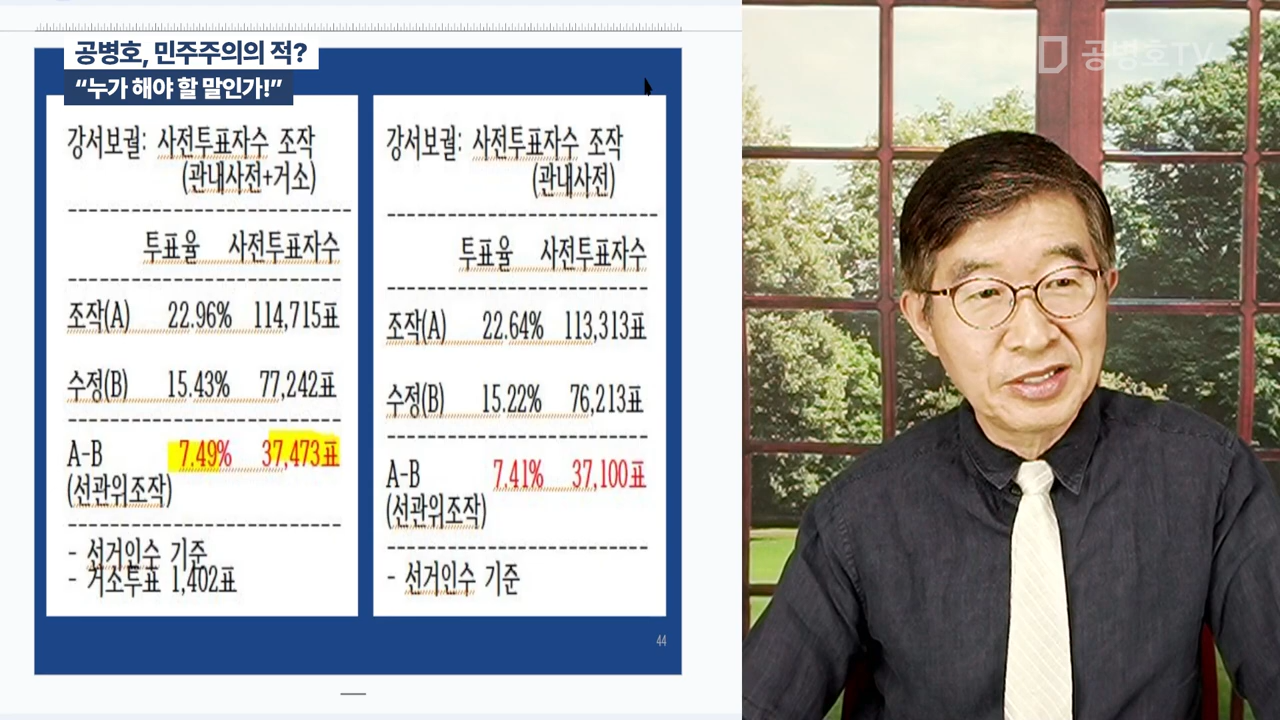 공병호, 민주주의의 적?
“누가 해야 할 말인가!”
강서보궐: 사전투표자수 조작
(관내사전+거소)
투표율 사전투표자수
조작(A) 22.96% 114,715표
수정(B) 15.43% 77,242표
A-B 7.49% 37,473표
(선관위조작)
- 선거인수 기준
- 거소투표 1,402표
강서보궐: 사전투표자수 조작
(관내사전)
투표율 사전투표자수
조작(A) 22.64% 113,313표
수정(B) 15.22% 76,213표
A-B 7.41% 37,100표
(선관위조작)
- 선거인수 기준
44
공병호TV